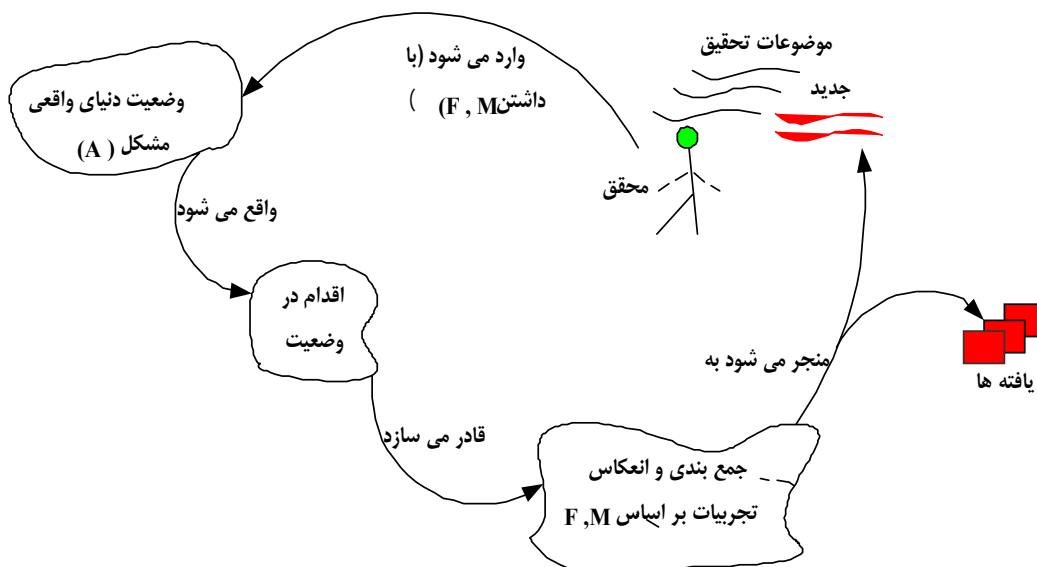 موضوعات تحقیق
جدید
محقق
وارد می شود (با
داشتن F , M) (
وضعیت دنیای واقعی
مشکل ( A )
واقع می شود
اقدام در
وضعیت
قادر می سازد
جمع بندی و انعکاس
تجربیات بر اساس F ,M
منجر می شود به
یافته ها